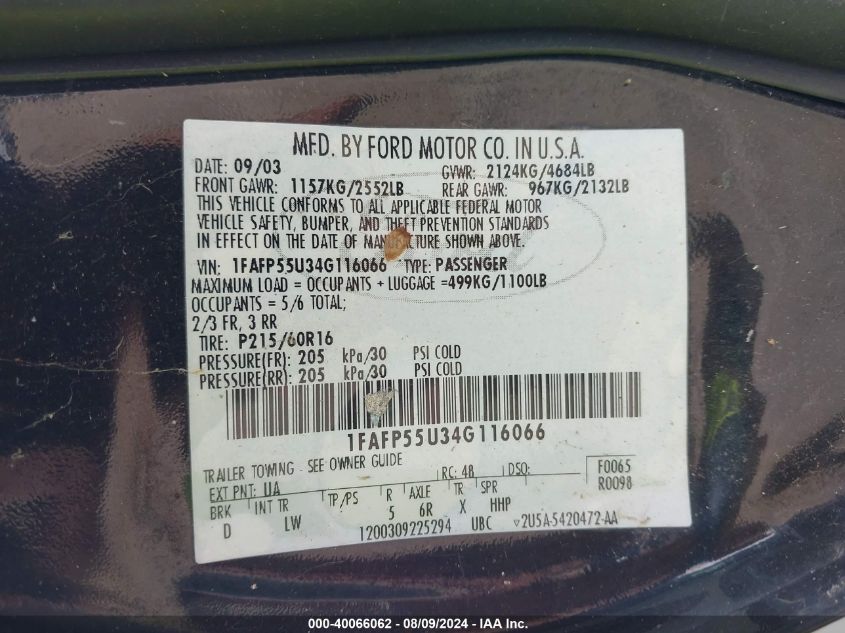 MFD. BY FORD MOTOR CO. IN U.S.A.
DATE: 09/03 GVWR: 2124KG/4684LB
FRONT GAWR: 1157KG/2552LB REAR GAWR: 967KG/2132LB
THIS VEHICLE CONFORMS TO ALL APPLICABLE FEDERAL MOTOR
VEHICLE SAFETY, BUMPER, AND THEFT PREVENTION STANDARDS
IN EFFECT ON THE DATE OF MANUFACTURE SHOWN ABOVE.
VIN: 1FAFP55U34G116066 TYPE: PASSENGER
MAXIMUM LOAD = OCCUPANTS + LUGGAGE =499KG/1100LB
OCCUPANTS = 5/6 TOTAL;
2/3 FR, 3 RR
TIRE: P215/60R16
PRESSURE(FR) : 205 kPa/30 PSI COLD
PRESSURE(RR) : 205 kPa/30 PSI COLD
1FAFP55U34G116066
TRAILER TOWING - SEE OWNER GUIDE
EXT PNT: UA RC: 48 DSO: F0065
BRK INT TR TP/PS R AXLE TR SPR R0098
D LW 5 6R X HHP
1200309225294 UBC ▽2U5A-5420472-AA
000-40066062 - 08/09/2024 - IAA Inc.